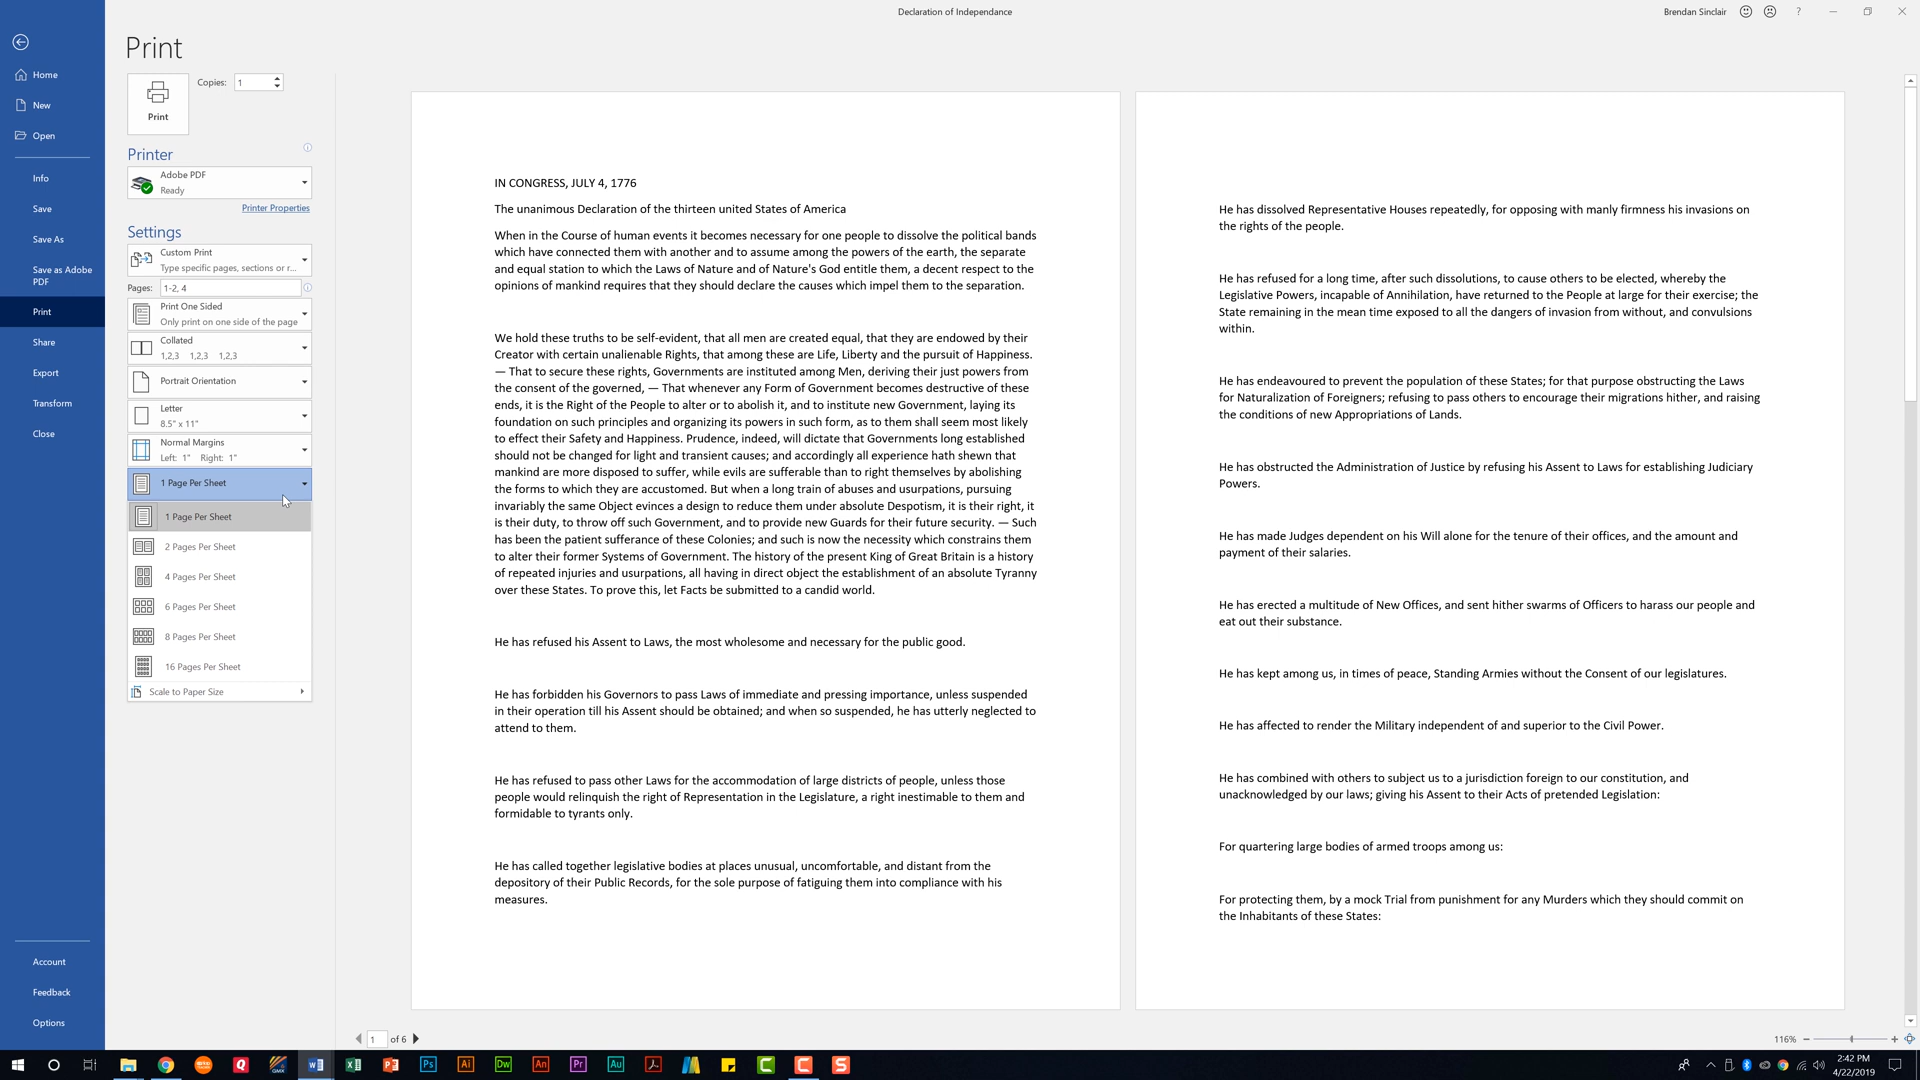 Declaration of Independance
Brendan Sinclair
?
Print
Home
New
Open
Info
Save
Save As
Save as Adobe
PDF
Print
Share
Export
Transform
Close
Account
Feedback
Options
Print
Copies:
1
Printer
Adobe PDF
Ready
Printer Properties
Settings
Custom Print
Type specific pages, sections or r...
Pages:
1-2, 4
Print One Sided
Only print on one side of the page
Collated
1,2,3 1,2,3 1,2,3
Portrait Orientation
Letter
8.5" x 11"
Normal Margins
Left: 1" Right: 1"
1 Page Per Sheet
1 Page Per Sheet
2 Pages Per Sheet
4 Pages Per Sheet
6 Pages Per Sheet
8 Pages Per Sheet
16 Pages Per Sheet
Scale to Paper Size
IN CONGRESS, JULY 4, 1776
The unanimous Declaration of the thirteen united States of America
When in the Course of human events it becomes necessary for one people to dissolve the political bands
which have connected them with another and to assume among the powers of the earth, the separate
and equal station to which the Laws of Nature and of Nature's God entitle them, a decent respect to the
opinions of mankind requires that they should declare the causes which impel them to the separation.
We hold these truths to be self-evident, that all men are created equal, that they are endowed by their
Creator with certain unalienable Rights, that among these are Life, Liberty and the pursuit of Happiness.
— That to secure these rights, Governments are instituted among Men, deriving their just powers from
the consent of the governed, — That whenever any Form of Government becomes destructive of these
ends, it is the Right of the People to alter or to abolish it, and to institute new Government, laying its
foundation on such principles and organizing its powers in such form, as to them shall seem most likely
to effect their Safety and Happiness. Prudence, indeed, will dictate that Governments long established
should not be changed for light and transient causes; and accordingly all experience hath shewn that
mankind are more disposed to suffer, while evils are sufferable than to right themselves by abolishing
the forms to which they are accustomed. But when a long train of abuses and usurpations, pursuing
invariably the same Object evinces a design to reduce them under absolute Despotism, it is their right, it
is their duty, to throw off such Government, and to provide new Guards for their future security. — Such
has been the patient sufferance of these Colonies; and such is now the necessity which constrains them
to alter their former Systems of Government. The history of the present King of Great Britain is a history
of repeated injuries and usurpations, all having in direct object the establishment of an absolute Tyranny
over these States. To prove this, let Facts be submitted to a candid world.
He has refused his Assent to Laws, the most wholesome and necessary for the public good.
He has forbidden his Governors to pass Laws of immediate and pressing importance, unless suspended
in their operation till his Assent should be obtained; and when so suspended, he has utterly neglected to
attend to them.
He has refused to pass other Laws for the accommodation of large districts of people, unless those
people would relinquish the right of Representation in the Legislature, a right inestimable to them and
formidable to tyrants only.
He has called together legislative bodies at places unusual, uncomfortable, and distant from the
depository of their Public Records, for the sole purpose of fatiguing them into compliance with his
measures.
He has dissolved Representative Houses repeatedly, for opposing with manly firmness his invasions on
the rights of the people.
He has refused for a long time, after such dissolutions, to cause others to be elected, whereby the
Legislative Powers, incapable of Annihilation, have returned to the People at large for their exercise; the
State remaining in the mean time exposed to all the dangers of invasion from without, and convulsions
within.
He has endeavoured to prevent the population of these States; for that purpose obstructing the Laws
for Naturalization of Foreigners; refusing to pass others to encourage their migrations hither, and raising
the conditions of new Appropriations of Lands.
He has obstructed the Administration of Justice by refusing his Assent to Laws for establishing Judiciary
Powers.
He has made Judges dependent on his Will alone for the tenure of their offices, and the amount and
payment of their salaries.
He has erected a multitude of New Offices, and sent hither swarms of Officers to harass our people and
eat out their substance.
He has kept among us, in times of peace, Standing Armies without the Consent of our legislatures.
He has affected to render the Military independent of and superior to the Civil Power.
He has combined with others to subject us to a jurisdiction foreign to our constitution, and
unacknowledged by our laws; giving his Assent to their Acts of pretended Legislation:
For quartering large bodies of armed troops among us:
For protecting them, by a mock Trial from punishment for any Murders which they should commit on
the Inhabitants of these States:
1 of 6
116%
Q
GMX
Ps
Ai
Dw
An
Pr
Au
C
C
S
2:42 PM
4/22/2019